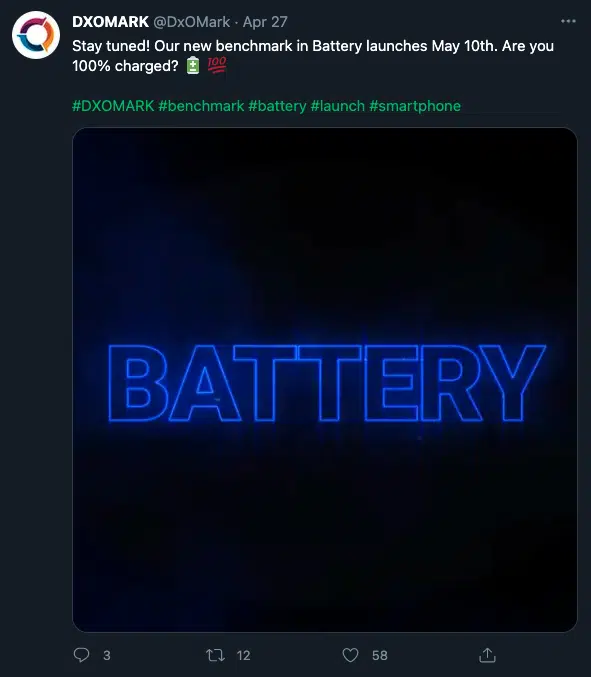 DXOMARK @DxOMark · Apr 27
Stay tuned! Our new benchmark in Battery launches May 10th. Are you
100% charged? 🔋 💯
#DXOMARK #benchmark #battery #launch #smartphone
BATTERY
3 12 58